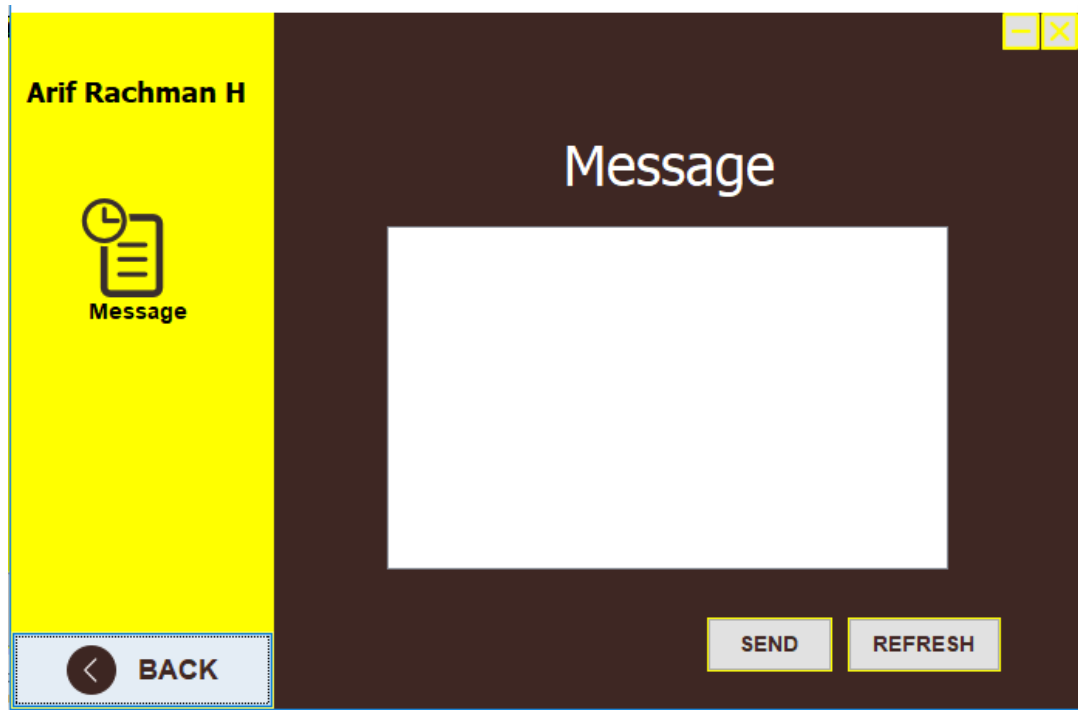 Arif Rachman H
Message
BACK
Message
SEND
REFRESH